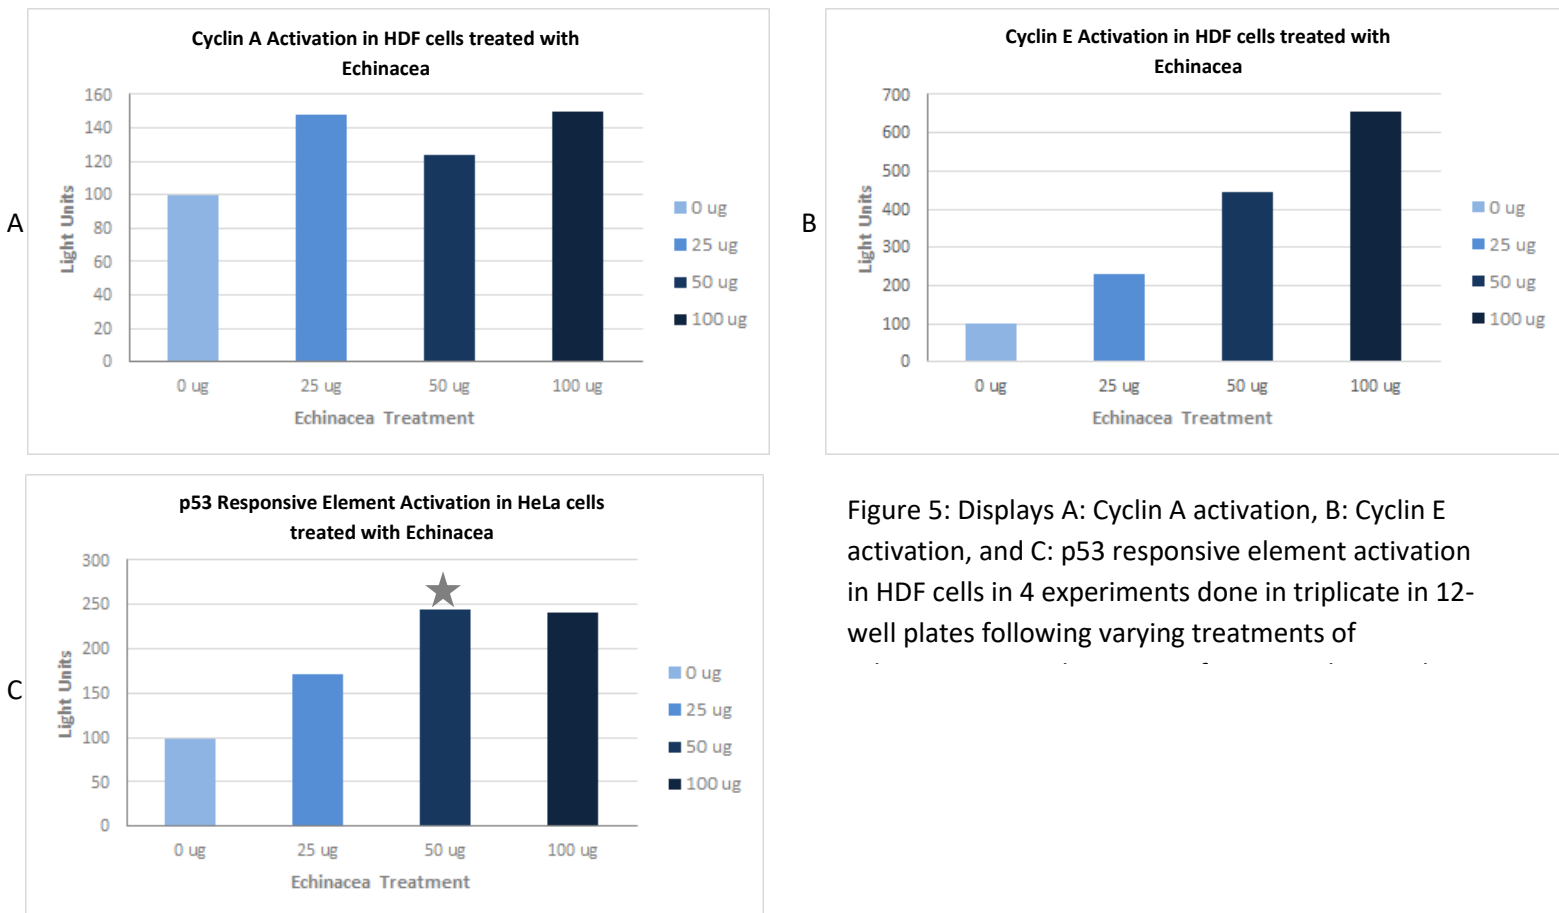 Cyclin A Activation in HDF cells treated with
Echinacea
160
140
120
100
80
60
40
20
0
Light Units
0 ug
25 ug
50 ug
100 ug
Echinacea Treatment
0 ug
25 ug
50 ug
100 ug
A
Cyclin E Activation in HDF cells treated with
Echinacea
700
600
500
400
300
200
100
0
Light Units
0 ug
25 ug
50 ug
100 ug
Echinacea Treatment
0 ug
25 ug
50 ug
100 ug
B
p53 Responsive Element Activation in HeLa cells
treated with Echinacea
300
250
200
150
100
50
0
Light Units
0 ug
25 ug
50 ug
100 ug
Echinacea Treatment
0 ug
25 ug
50 ug
100 ug
C
Figure 5: Displays A: Cyclin A activation, B: Cyclin E
activation, and C: p53 responsive element activation
in HDF cells in 4 experiments done in triplicate in 12-
well plates following varying treatments of